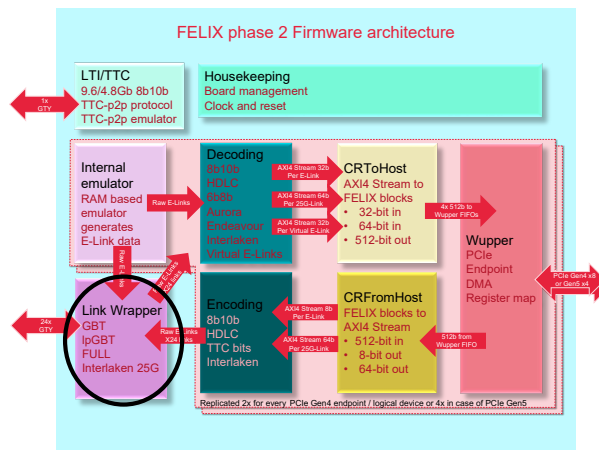 FELIX phase 2 Firmware architecture
LTI/TTC
9.6/4.8Gb 8b10b
TTC-p2p protocol
TTC-p2p emulator
Housekeeping
Board management
Clock and reset
1x
GTY
Internal
emulator
RAM based
emulator
generates
E-Link data
Raw E-Links
Decoding
8b10b
HDLC
6b8b
Aurora
Endeavour
Interlaken
Virtual E-Links
AXI4 Stream 32b
Per E-Link
AXI4 Stream 64b
Per 25G-Link
AXI4 Stream 32b
Per Virtual E-Link
CRToHost
AXI4 Stream to
FELIX blocks
• 32-bit in
• 64-bit in
• 512-bit out
4x 512b to
Wupper FIFOs
Wupper
PCIe
Endpoint
DMA
Register map
PCIe Gen4 x8
or Gen5 x4
Raw E-Links
Raw E-Links
X24 links
24x
GTY
Link Wrapper
GBT
lpGBT
FULL
Interlaken 25G
Raw E-Links
X24 links
Encoding
8b10b
HDLC
TTC bits
Interlaken
AXI4 Stream 8b
Per E-Link
AXI4 Stream 64b
Per 25G-Link
CRFromHost
FELIX blocks to
AXI4 Stream
• 512-bit in
• 8-bit out
• 64-bit out
512b from
Wupper FIFO
Replicated 2x for every PCIe Gen4 endpoint / logical device or 4x in case of PCIe Gen5